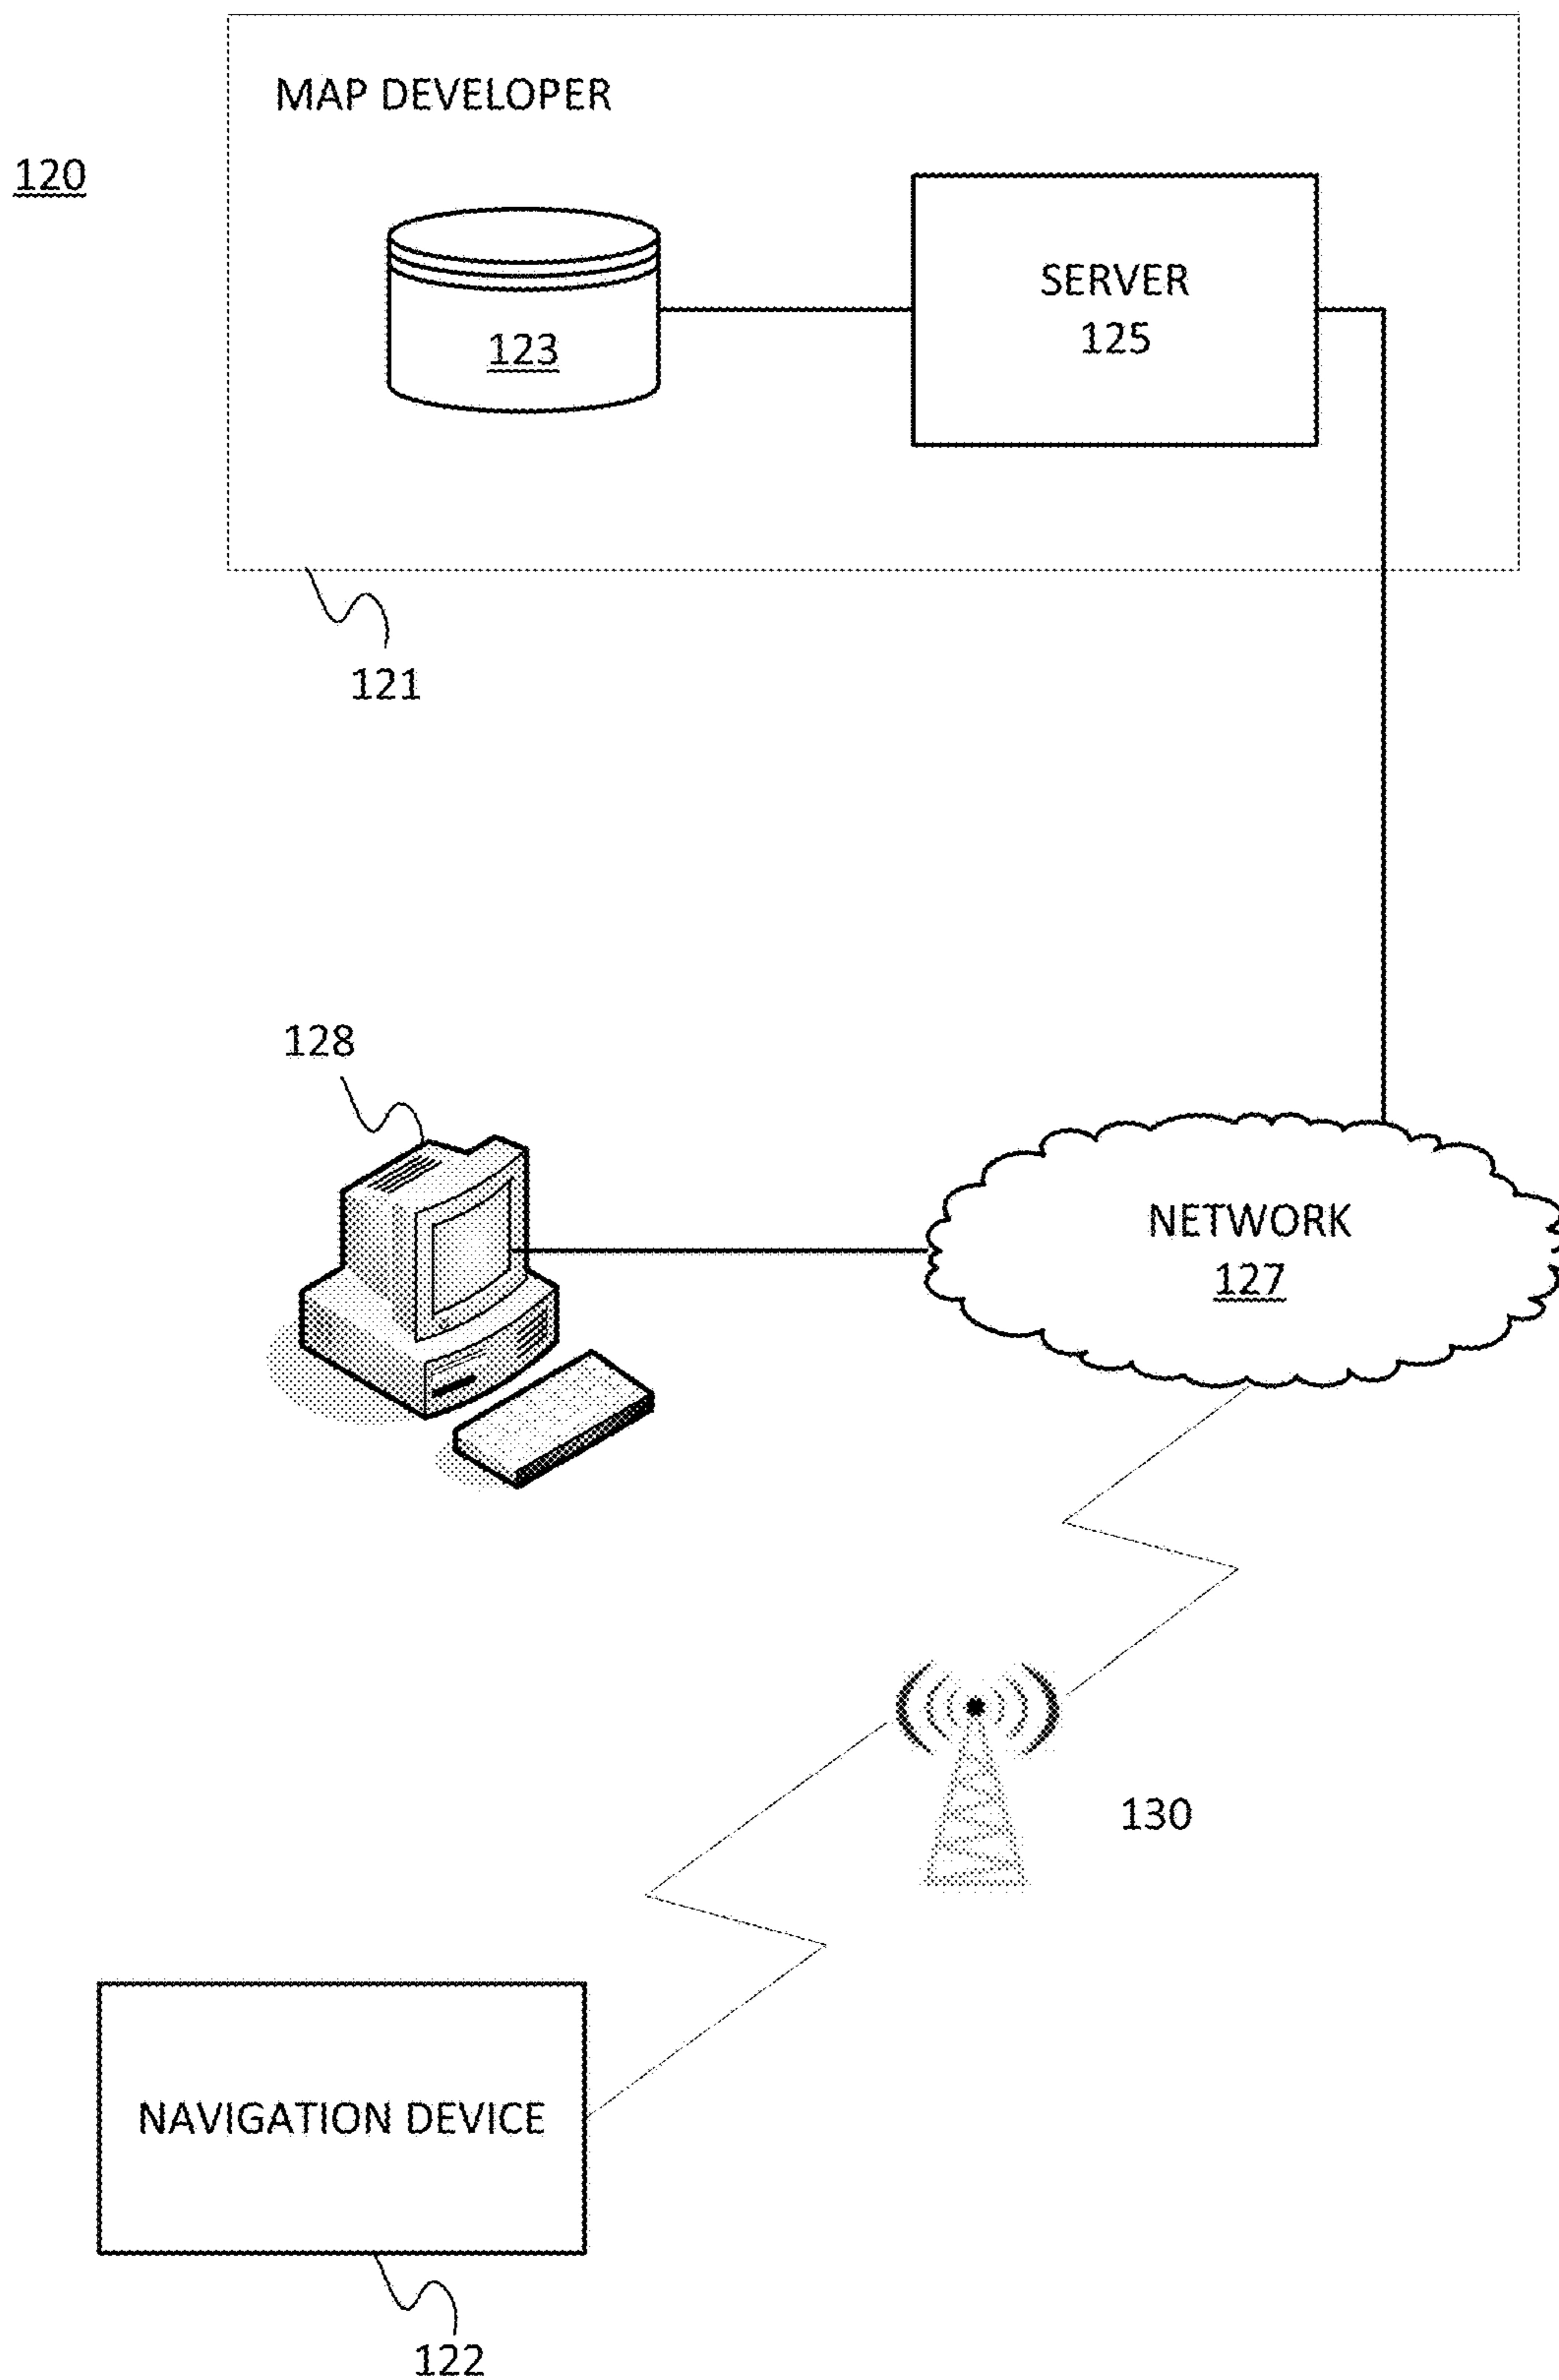 MAP DEVELOPER
120
SERVER
125
123
121
128
NETWORK
127
130
NAVIGATION DEVICE
122